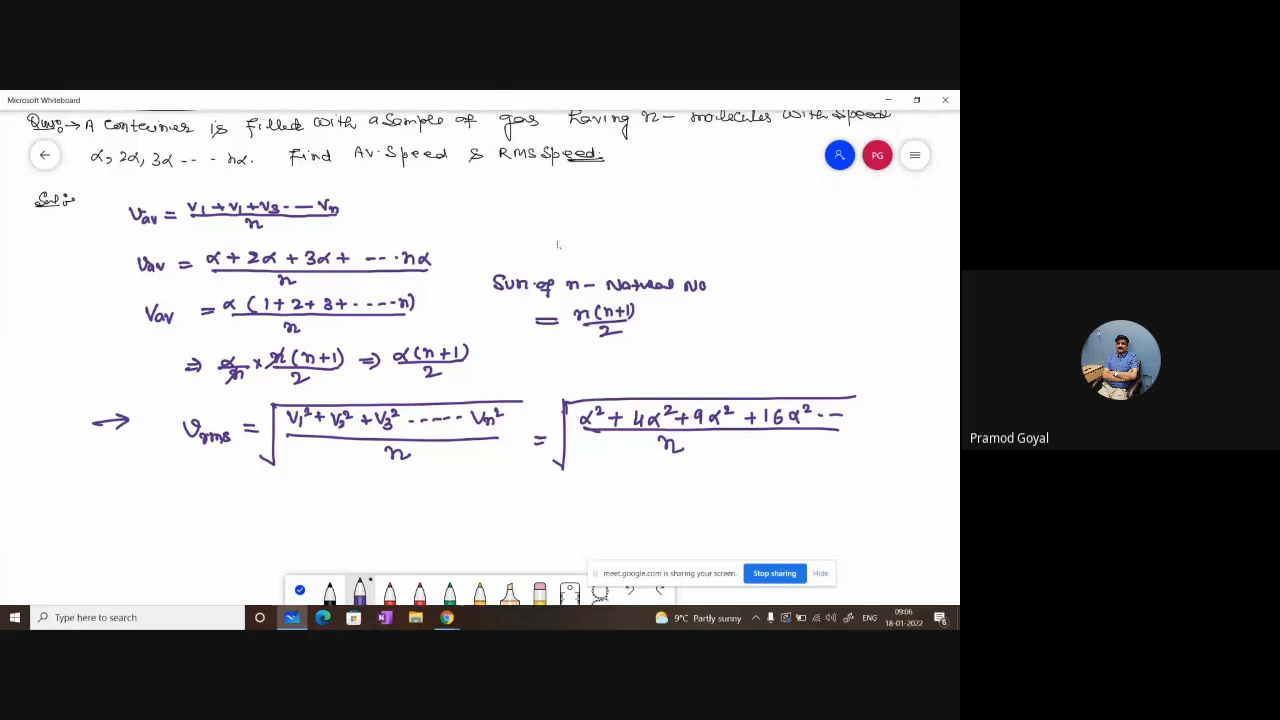 Microsoft Whiteboard
Ques:→ A Container is filled with a Sample of gas having n- molecules with speed
α, 2α, 3α --- nα. Find Av. Speed & RMS Speed.
Sol:
Vav = (V₁ + V₁ + V₃ ·-— Vn)/n
Vav = (α + 2α + 3α + ---· nα)/n
Vav = α (1+2+3+·----n)/n
Sum of n- Natural No
= n(n+1)/2
⇒ α/n × n(n+1)/2 ⇒ α(n+1)/2
→ Vrms = √((V₁² + V₂² + V₃² ------ Vn²)/n) = √((α² + 4α² + 9α² + 16α² ·--)/n)
PG
Pramod Goyal
meet.google.com is sharing your screen. Stop sharing Hide
Type here to search
9°C Partly sunny
ENG
09:06
18-01-2022
6